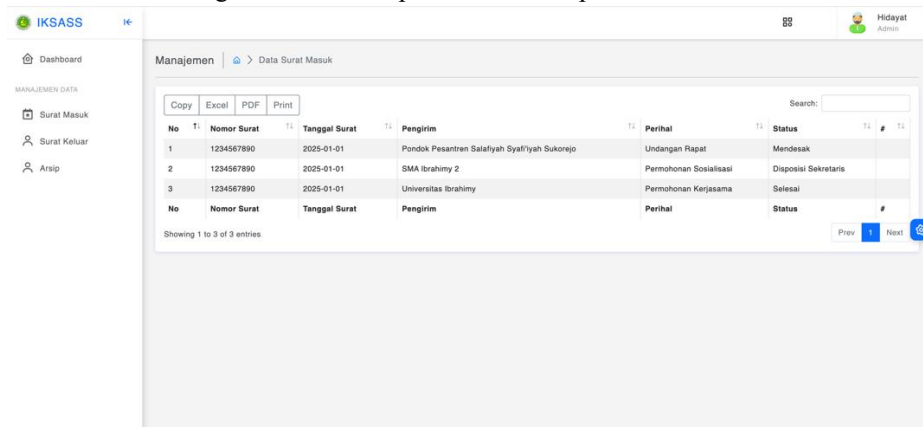 IKSASS
Hidayat
Admin
Dashboard
MANAJEMEN DATA
Surat Masuk
Surat Keluar
Arsip
Manajemen > Data Surat Masuk
Copy Excel PDF Print
Search:
No Nomor Surat Tanggal Surat Pengirim Perihal Status #
1 1234567890 2025-01-01 Pondok Pesantren Salafiyah Syafi'iyah Sukorejo Undangan Rapat Mendesak
2 1234567890 2025-01-01 SMA Ibrahimy 2 Permohonan Sosialisasi Disposisi Sekretaris
3 1234567890 2025-01-01 Universitas Ibrahimy Permohonan Kerjasama Selesai
No Nomor Surat Tanggal Surat Pengirim Perihal Status #
Showing 1 to 3 of 3 entries
Prev 1 Next